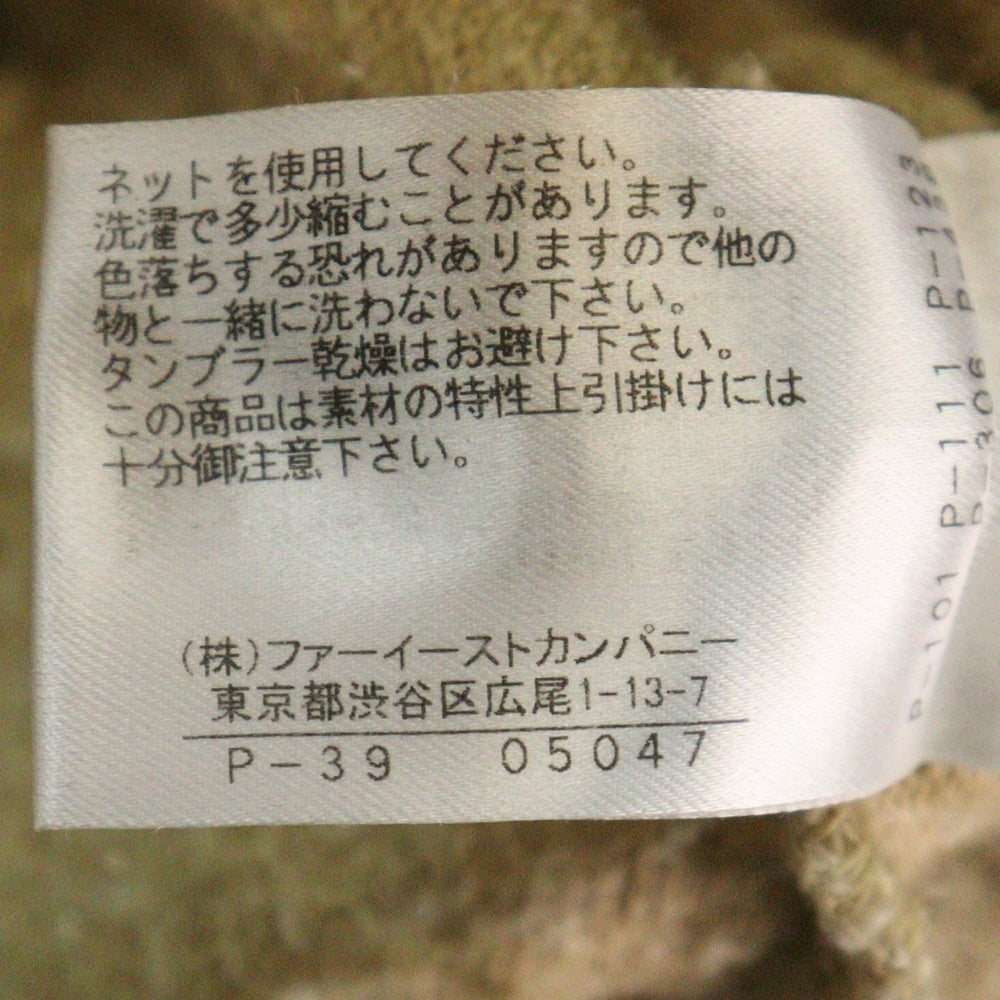 ネットを使用してください。
洗濯で多少縮むことがあります。
色落ちする恐れがありますので他の
物と一緒に洗わないで下さい。
タンブラー乾燥はお避け下さい。
この商品は素材の特性上引掛けには
十分御注意下さい。
(株)ファーイーストカンパニー
東京都渋谷区広尾1-13-7
P-39 05047
P-101 P-111 P-123